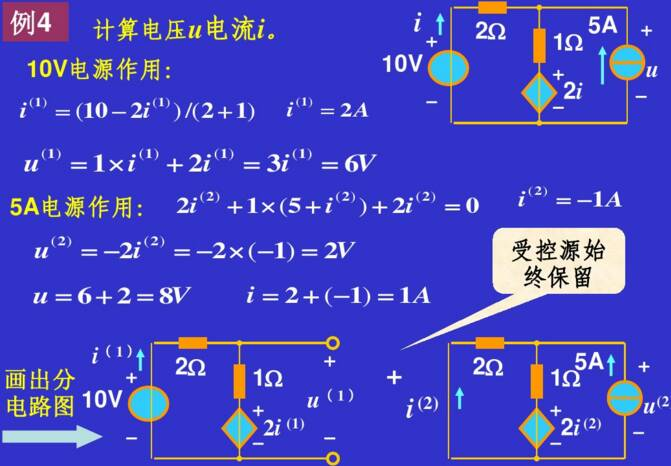 例4
计算电压u电流i。
10V电源作用：
i⁽¹⁾=(10−2i⁽¹⁾)/(2+1)   i⁽¹⁾=2A
u⁽¹⁾=1×i⁽¹⁾+2i⁽¹⁾=3i⁽¹⁾=6V
5A电源作用： 2i⁽²⁾+1×(5+i⁽²⁾)+2i⁽²⁾=0   i⁽²⁾=−1A
u⁽²⁾=−2i⁽²⁾=−2×(−1)=2V
u=6+2=8V   i=2+(−1)=1A
受控源始
终保留
i
+
10V
−
2Ω
1Ω
+
2i
−
5A
+
u
−
画出分
电路图
i（1）
+
10V
−
2Ω
1Ω
+
2i⁽¹⁾
−
+
u（1）
−
+
i⁽²⁾
2Ω
1Ω
+
2i⁽²⁾
−
5A
+
u⁽²
−